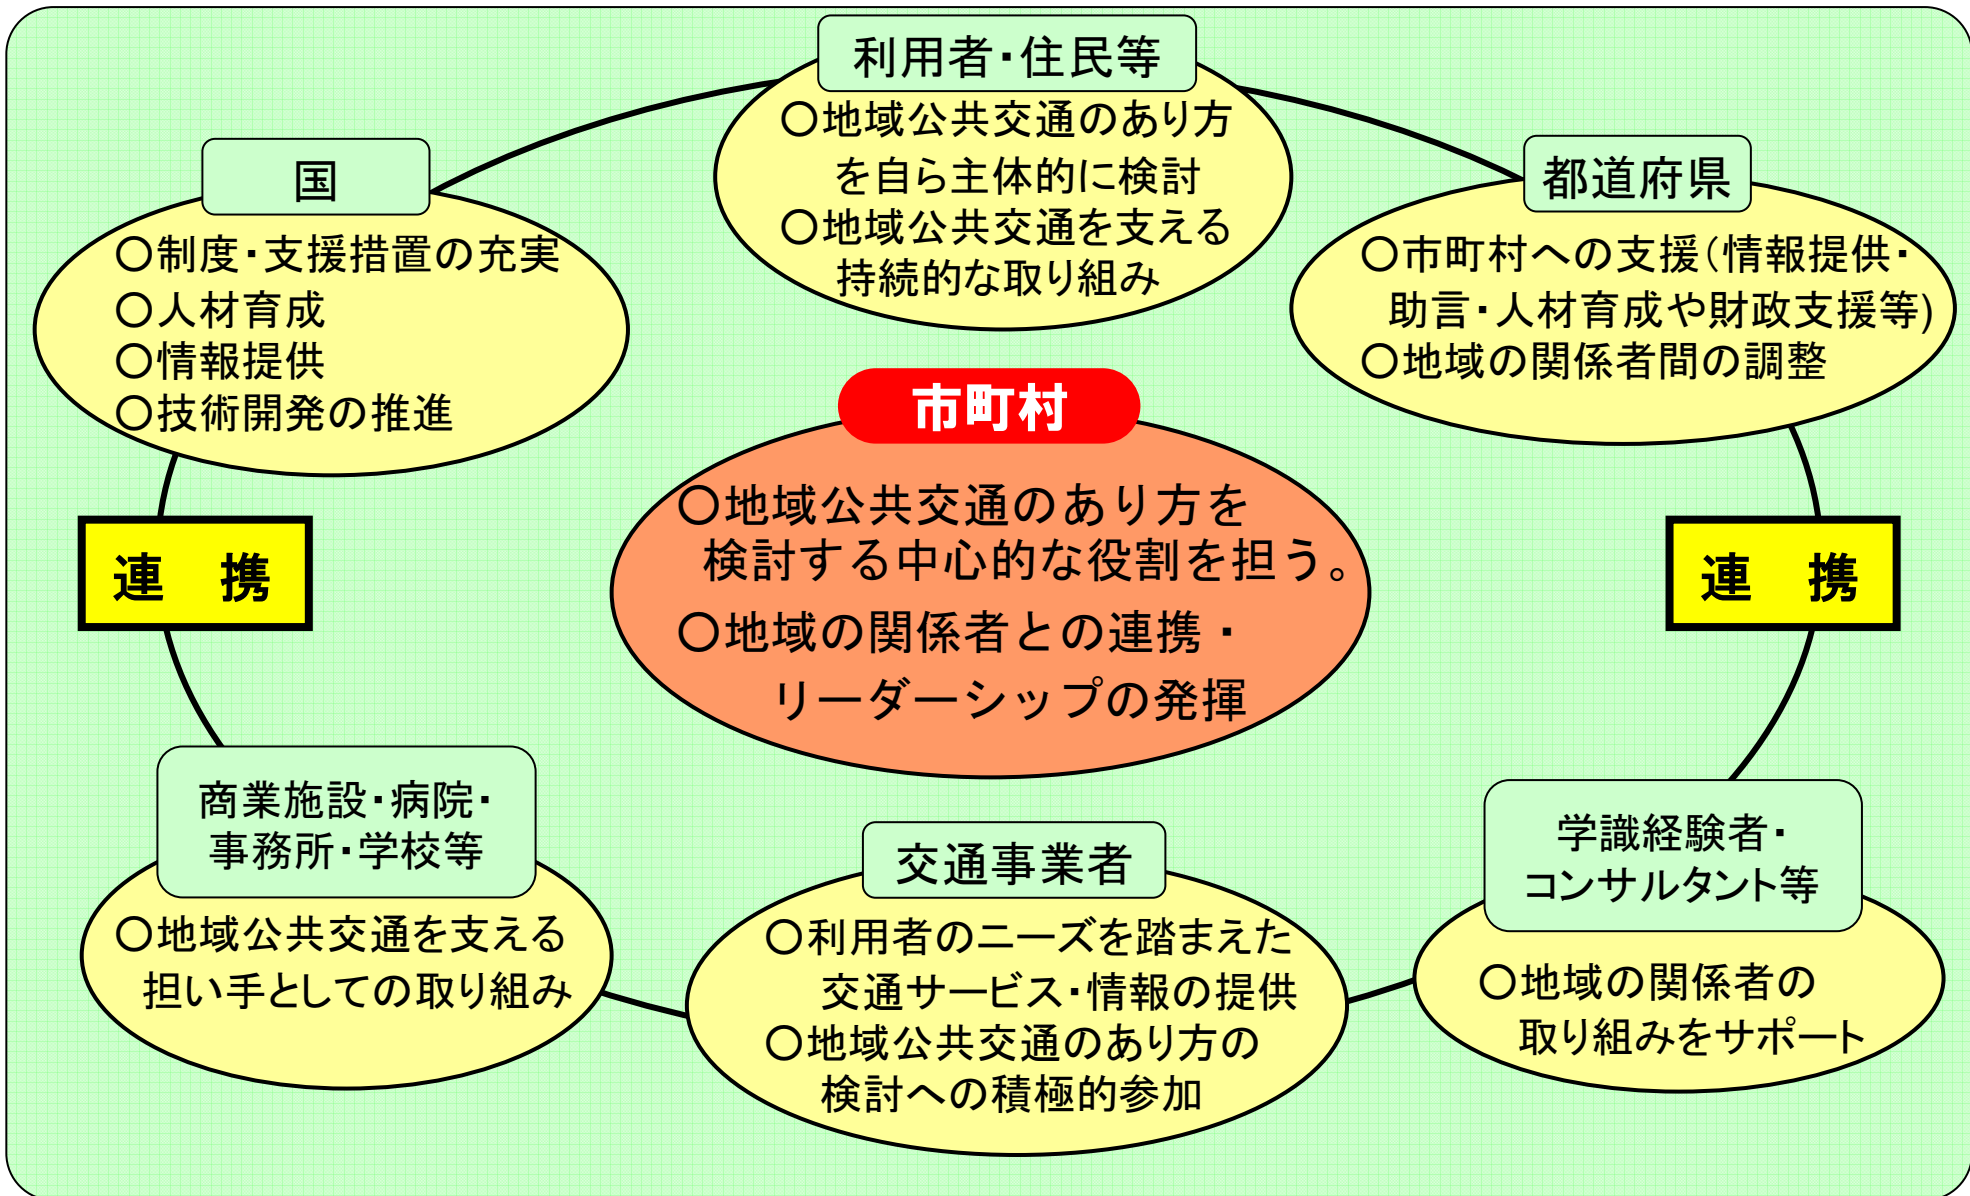 利用者・住民等
〇地域公共交通のあり方
を自ら主体的に検討
〇地域公共交通を支える
持続的な取り組み
国
〇制度・支援措置の充実
〇人材育成
〇情報提供
〇技術開発の推進
都道府県
〇市町村への支援(情報提供・
助言・人材育成や財政支援等)
〇地域の関係者間の調整
市町村
〇地域公共交通のあり方を
検討する中心的な役割を担う。
〇地域の関係者との連携・
リーダーシップの発揮
連　携
連　携
商業施設・病院・
事務所・学校等
〇地域公共交通を支える
担い手としての取り組み
交通事業者
〇利用者のニーズを踏まえた
交通サービス・情報の提供
〇地域公共交通のあり方の
検討への積極的参加
学識経験者・
コンサルタント等
〇地域の関係者の
取り組みをサポート